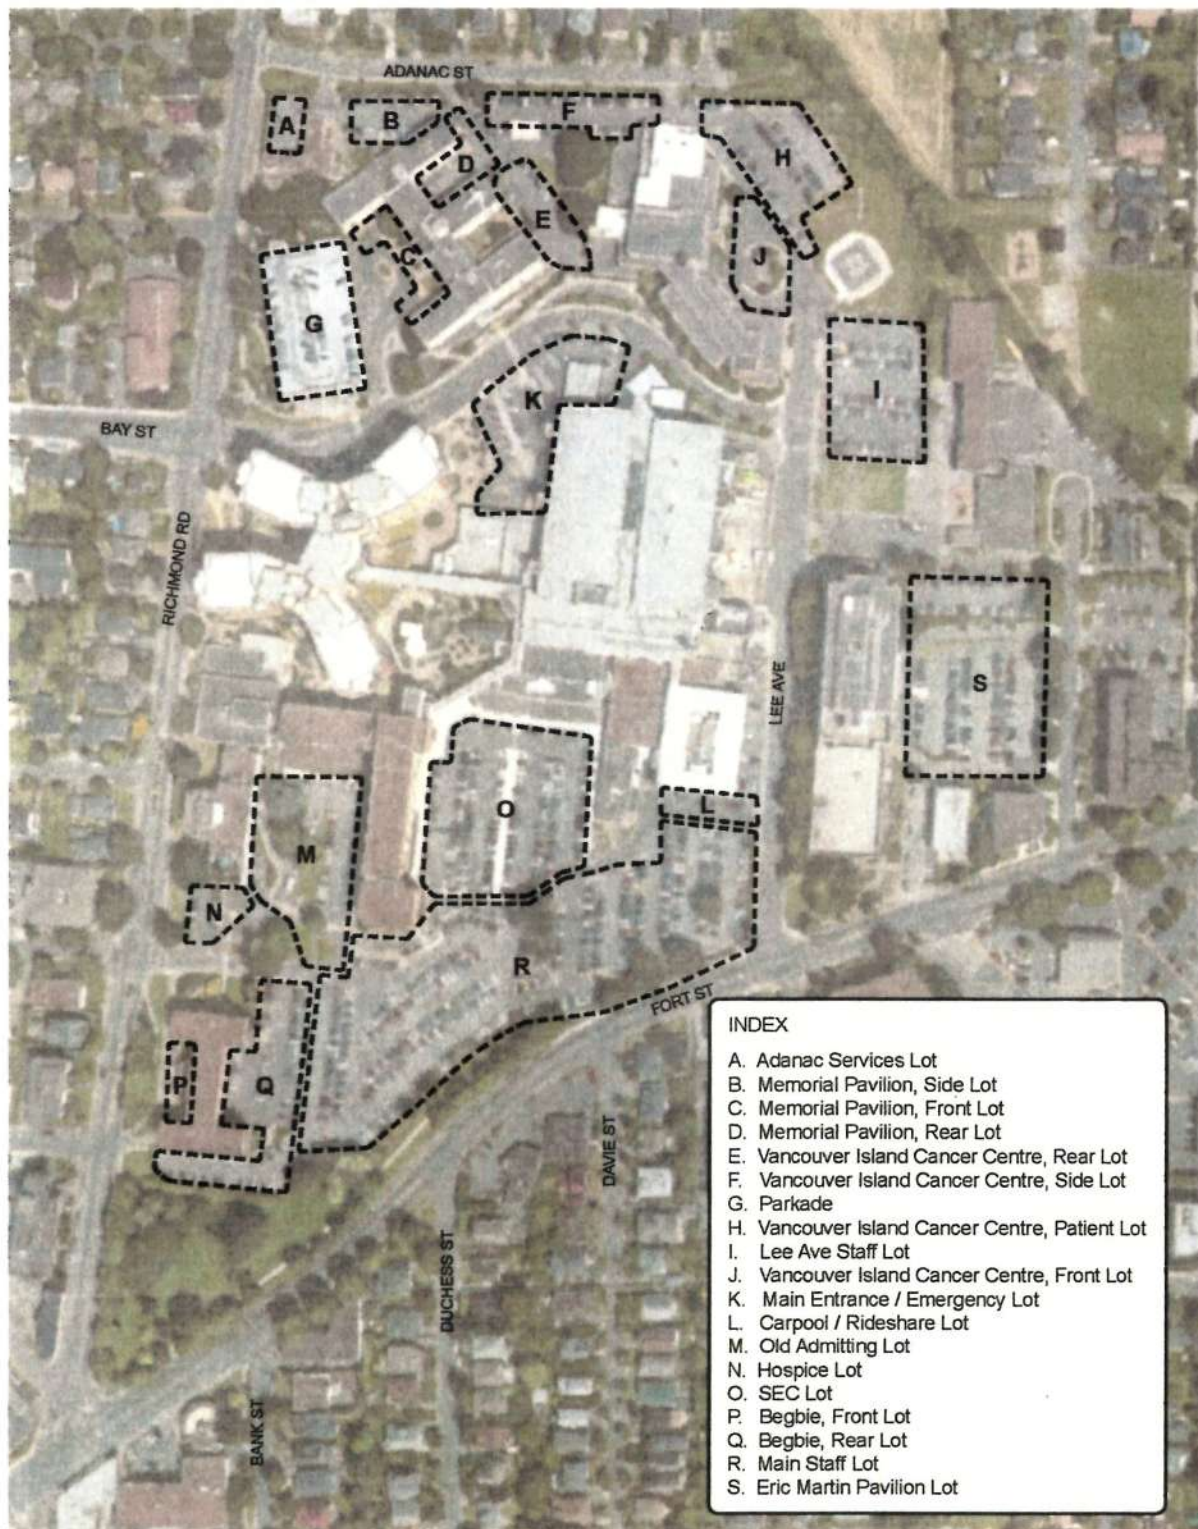 ADANAC ST
A
B
F
D
H
E
C
J
G
I
K
BAY ST
RICHMOND RD
LEE AVE
S
O
L
M
N
R
FORT ST
P
Q
DAVIE ST
DUCHESS ST
BANK ST
INDEX
A. Adanac Services Lot
B. Memorial Pavilion, Side Lot
C. Memorial Pavilion, Front Lot
D. Memorial Pavilion, Rear Lot
E. Vancouver Island Cancer Centre, Rear Lot
F. Vancouver Island Cancer Centre, Side Lot
G. Parkade
H. Vancouver Island Cancer Centre, Patient Lot
I. Lee Ave Staff Lot
J. Vancouver Island Cancer Centre, Front Lot
K. Main Entrance / Emergency Lot
L. Carpool / Rideshare Lot
M. Old Admitting Lot
N. Hospice Lot
O. SEC Lot
P. Begbie, Front Lot
Q. Begbie, Rear Lot
R. Main Staff Lot
S. Eric Martin Pavilion Lot